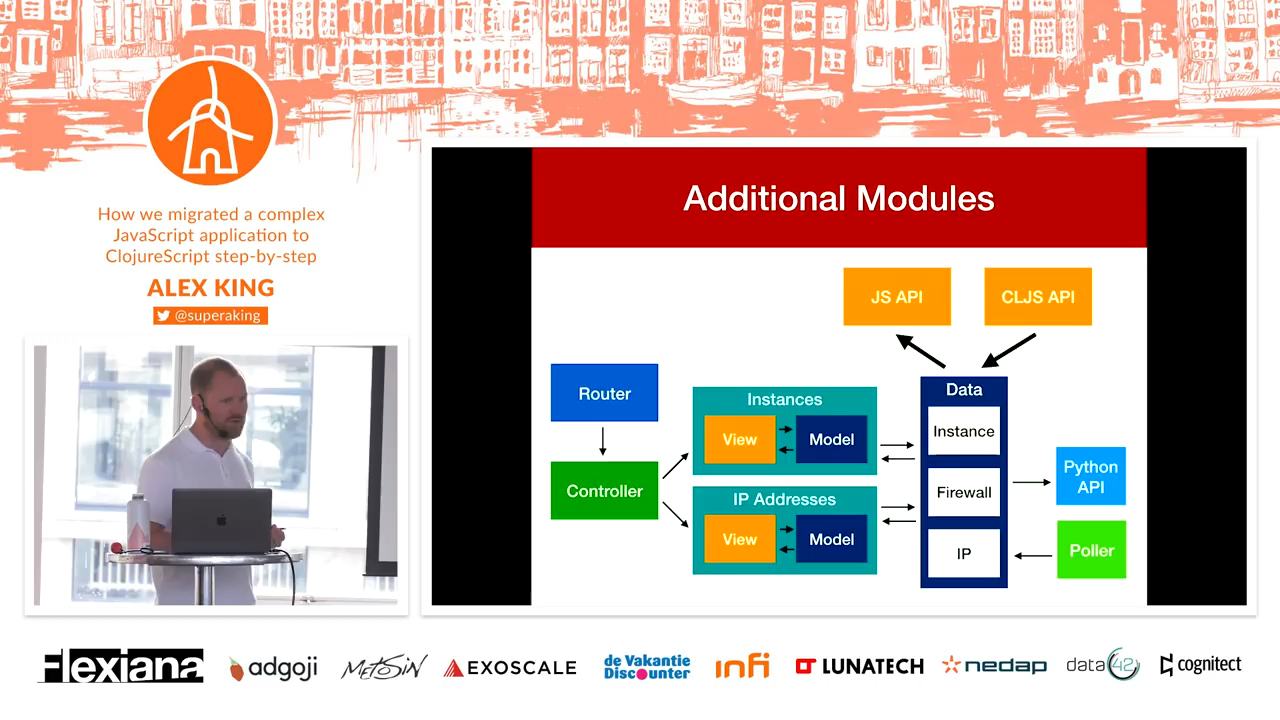 How we migrated a complex
JavaScript application to
ClojureScript step-by-step
ALEX KING
@superaking
Additional Modules
JS API
CLJS API
Router
Controller
Instances
View
Model
IP Addresses
View
Model
Data
Instance
Firewall
IP
Python
API
Poller
Flexiana
adgoji
MetOSiN
EXOSCALE
de Vakantie
Discounter
infi
LUNATECH
nedap
data42
cognitect